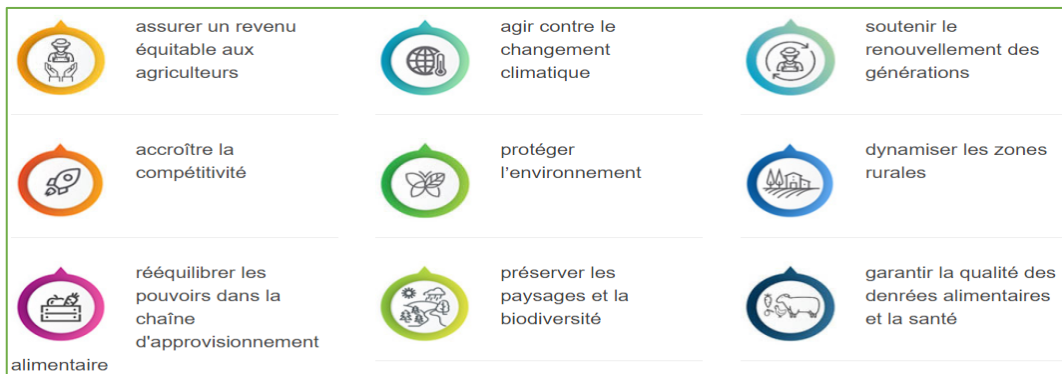 assurer un revenu
équitable aux
agriculteurs
agir contre le
changement
climatique
soutenir le
renouvellement des
générations
accroître la
compétitivité
protéger
l’environnement
dynamiser les zones
rurales
rééquilibrer les
pouvoirs dans la
chaîne
d'approvisionnement
alimentaire
préserver les
paysages et la
biodiversité
garantir la qualité des
denrées alimentaires
et la santé